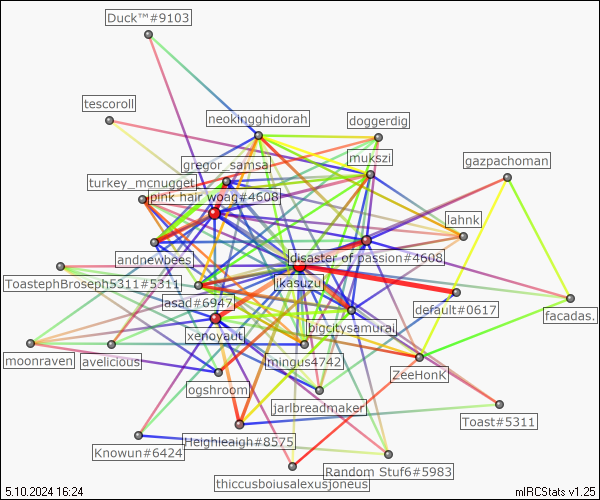 Duck™#9103
tescoroll
neokingghidorah
doggerdig
mukszi
gregor_samsa
gazpachoman
turkey_mcnugget
pink hair woag#4608
lahnk
andnewbees
disaster of passion#4608
ToastephBroseph5311#5311
ikasuzu
asad#6947
default#0617
facadas.
bigcitysamurai
xenoyaut
moonraven
avelicious
mingus4742
ZeeHonK
ogshroom
jarlbreadmaker
Toast#5311
Knowun#6424
Heighleaigh#8575
Random Stuf6#5983
thiccusboiusalexusjoneus
5.10.2024 16:24
mIRCStats v1.25